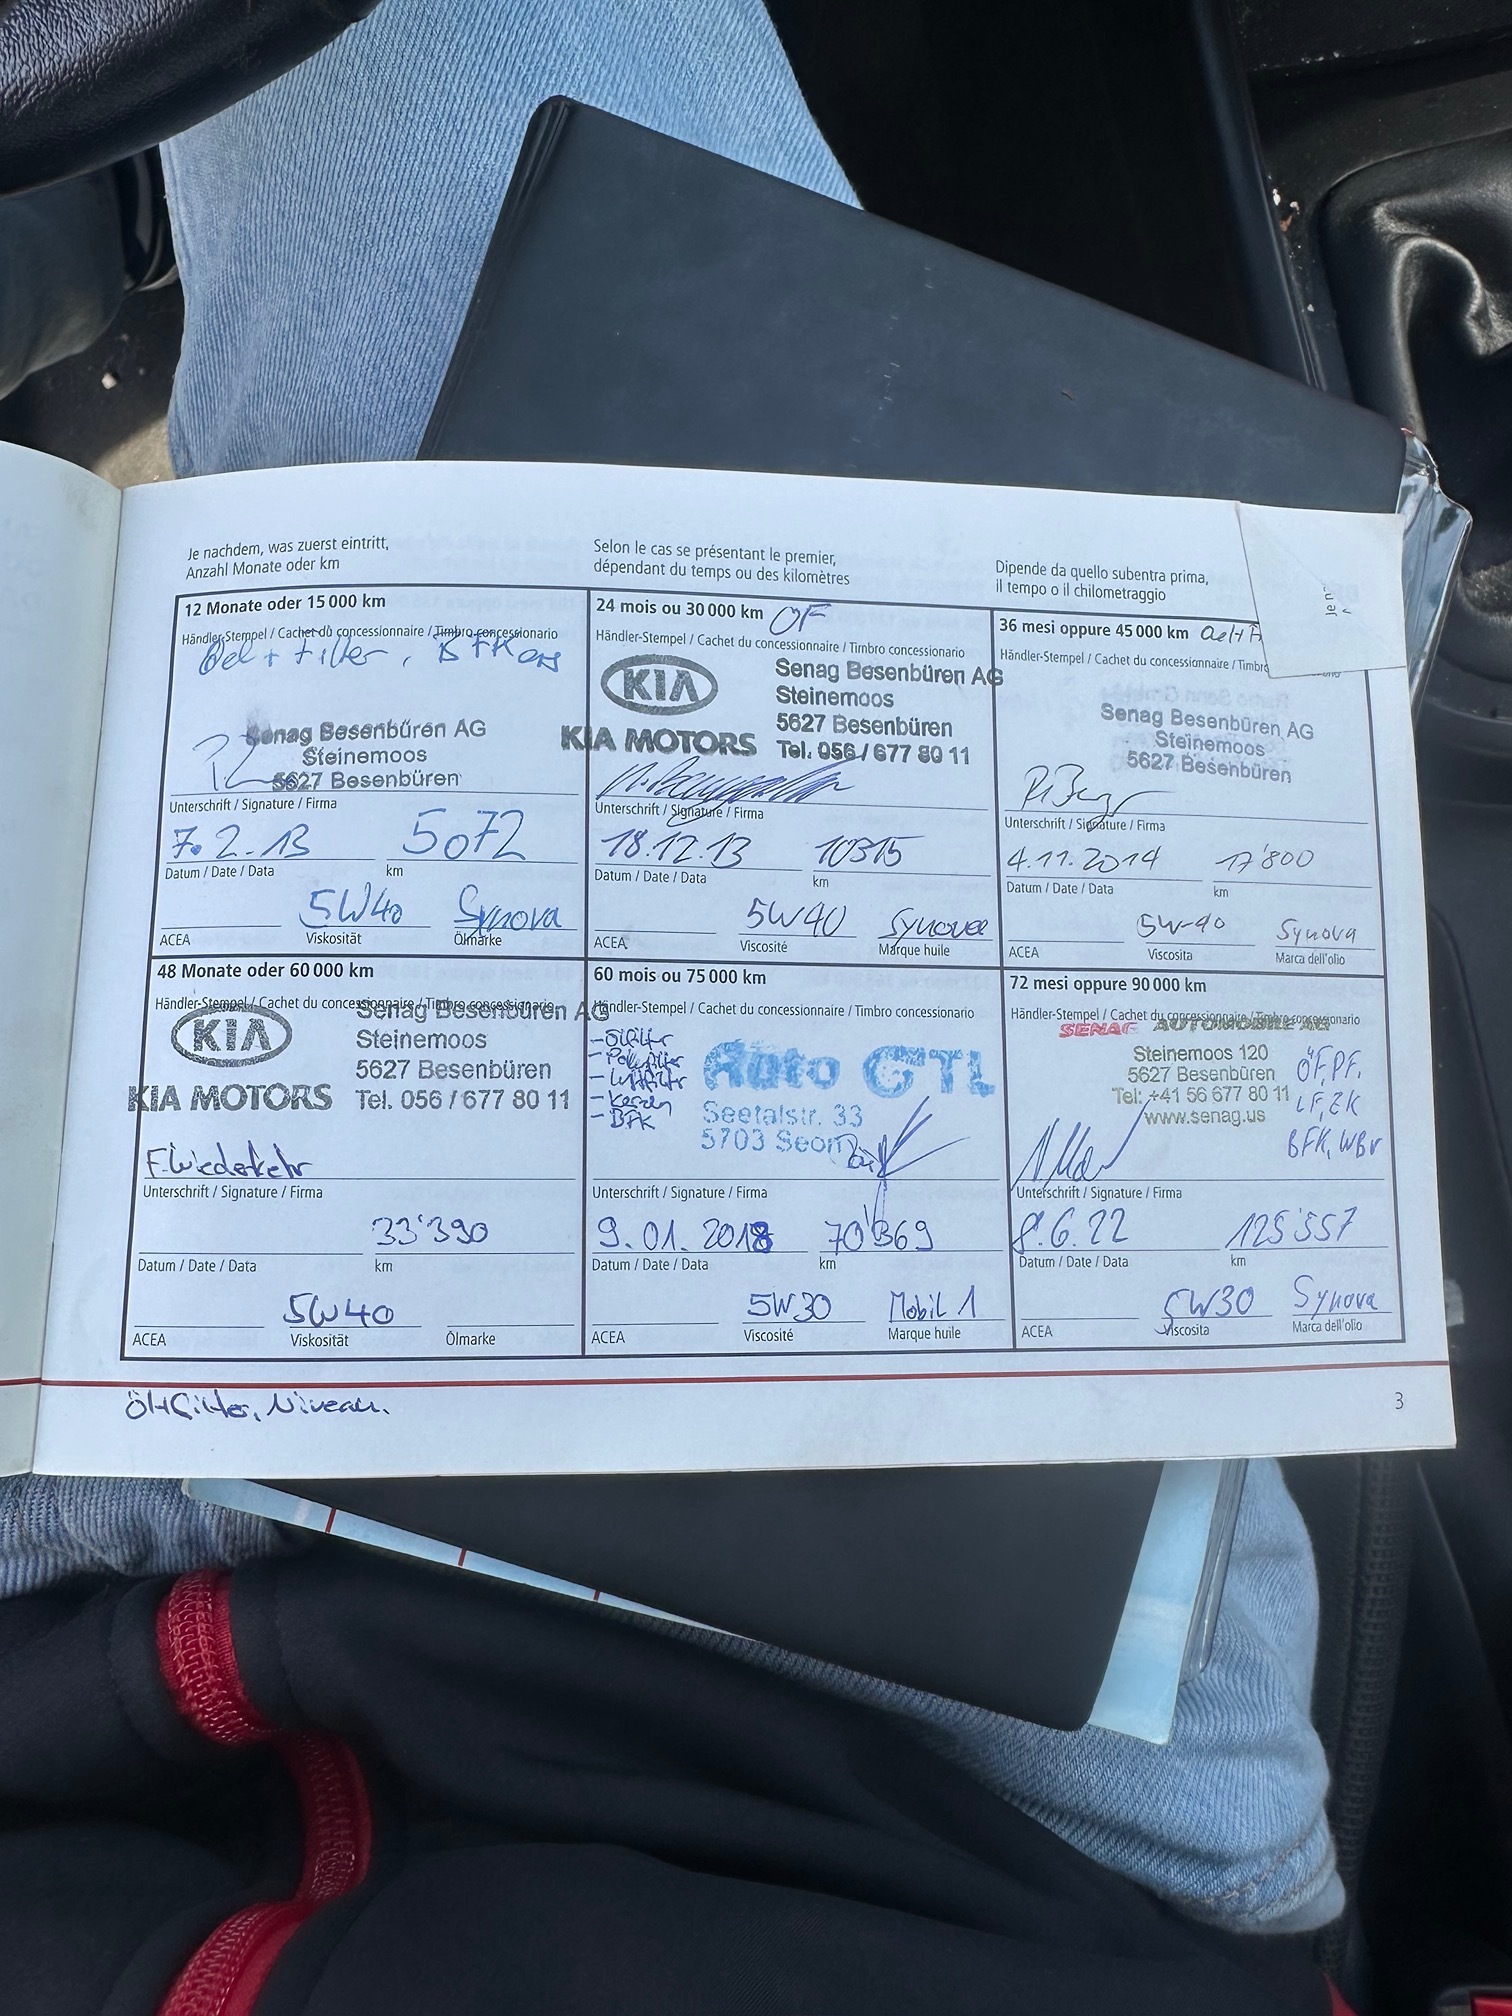 Je nachdem, was zuerst eintritt,
Anzahl Monate oder km
Selon le cas se présentant le premier,
dépendant du temps ou des kilomètres
Dipende da quello subentra prima,
il tempo o il chilometraggio
12 Monate oder 15 000 km
Händler-Stempel / Cachet du concessionnaire / Timbro concessionario
Oel + Filter, BFK
Senag Besenbüren AG
Steinemoos
5627 Besenbüren
Unterschrift / Signature / Firma
7.2.13 5072
Datum / Date / Data km
5W40 Synova
ACEA Viskosität Ölmarke
24 mois ou 30 000 km ÖF
Händler-Stempel / Cachet du concessionnaire / Timbro concessionario
KIA
KIA MOTORS
Senag Besenbüren AG
Steinemoos
5627 Besenbüren
Tel. 056 / 677 80 11
Unterschrift / Signature / Firma
18.12.13 10315
Datum / Date / Data km
5W40 Synova
ACEA Viscosité Marque huile
36 mesi oppure 45 000 km
Händler-Stempel / Cachet du concessionnaire /
Senag Besenbüren AG
Steinemoos
5627 Besenbüren
Unterschrift / Signature / Firma
4.11.2014 17'800
Datum / Date / Data km
5W-40 Synova
ACEA Viscosita Marca dell'olio
48 Monate oder 60 000 km
Händler-Stempel / Cachet du concessionnaire / Timbro concessionario
KIA
KIA MOTORS
Senag Besenbüren AG
Steinemoos
5627 Besenbüren
Tel. 056 / 677 80 11
F. Wiederkehr
Unterschrift / Signature / Firma
33'390
Datum / Date / Data km
5W40
ACEA Viskosität Ölmarke
60 mois ou 75 000 km
Händler-Stempel / Cachet du concessionnaire / Timbro concessionario
- Ölfilter
- Pollfilter
- Luftfilter
- Kerzen
- BFK
Auto CTL
Seetalstr. 33
5703 Seon
Unterschrift / Signature / Firma
9.01.2018 70'369
Datum / Date / Data km
5W30 Mobil 1
ACEA Viscosité Marque huile
72 mesi oppure 90 000 km
Händler-Stempel / Cachet du concessionnaire / Timbro concessionario
SENAG AUTOMOBILE AG
Steinemoos 120
5627 Besenbüren
Tel: +41 56 677 80 11
www.senag.us
ÖF, PF,
LF, ZK
BFK, WBV
Unterschrift / Signature / Firma
8.6.22 125'557
Datum / Date / Data km
5W30 Synova
ACEA Viscosita Marca dell'olio
Öl+Filter, Niveau.
3